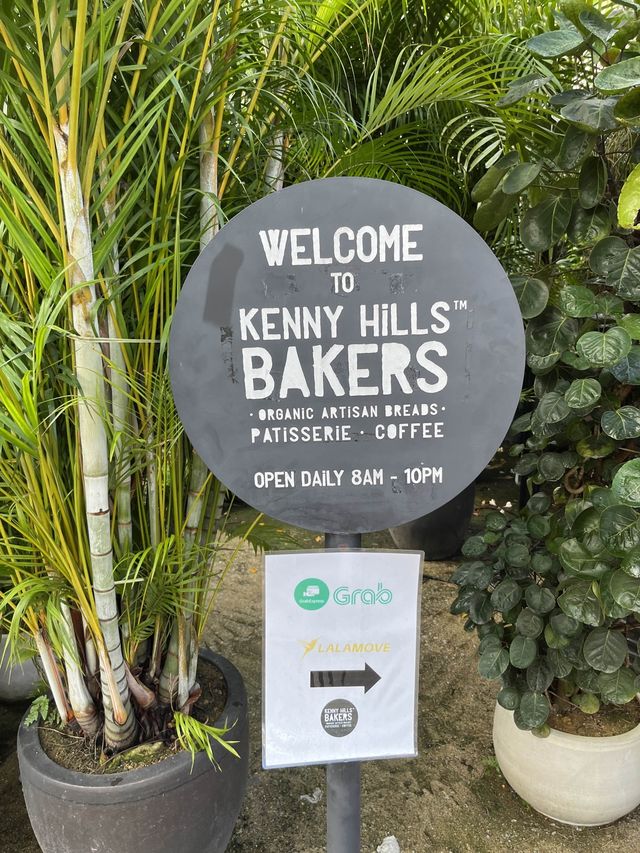 WELCOME
TO
KENNY HiLLS™
BAKERS
• ORGANIC ARTISAN BREADS •
PATISSERIE • COFFEE
OPEN DAILY 8AM - 10PM
GrabExpress Grab
LALAMOVE
KENNY HiLLS
BAKERS